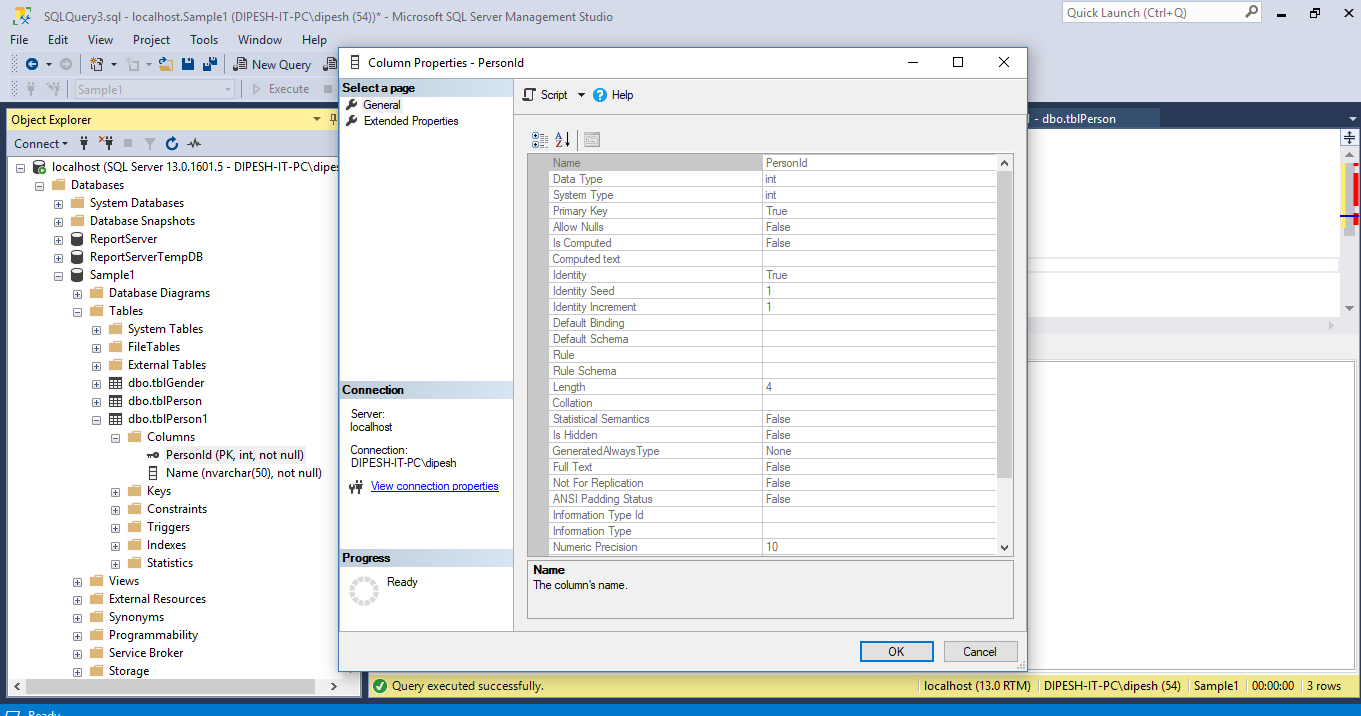 SQLQuery3.sql - localhost.Sample1 (DIPESH-IT-PC\dipesh (54))* - Microsoft SQL Server Management Studio
Quick Launch (Ctrl+Q)
File Edit View Project Tools Window Help
New Query
Sample1 Execute
Object Explorer
Connect
localhost (SQL Server 13.0.1601.5 - DIPESH-IT-PC\dipes
Databases
System Databases
Database Snapshots
ReportServer
ReportServerTempDB
Sample1
Database Diagrams
Tables
System Tables
FileTables
External Tables
dbo.tblGender
dbo.tblPerson
dbo.tblPerson1
Columns
PersonId (PK, int, not null)
Name (nvarchar(50), not null)
Keys
Constraints
Triggers
Indexes
Statistics
Views
External Resources
Synonyms
Programmability
Service Broker
Storage
Column Properties - PersonId
Select a page
General
Extended Properties
Connection
Server:
localhost
Connection:
DIPESH-IT-PC\dipesh
View connection properties
Progress
Ready
Script Help
Name PersonId
Data Type int
System Type int
Primary Key True
Allow Nulls False
Is Computed False
Computed text
Identity True
Identity Seed 1
Identity Increment 1
Default Binding
Default Schema
Rule
Rule Schema
Length 4
Collation
Statistical Semantics False
Is Hidden False
GeneratedAlwaysType None
Full Text False
Not For Replication False
ANSI Padding Status False
Information Type Id
Information Type
Numeric Precision 10
Name
The column's name.
OK Cancel
- dbo.tblPerson
Query executed successfully. localhost (13.0 RTM) DIPESH-IT-PC\dipesh (54) Sample1 00:00:00 3 rows
Ready